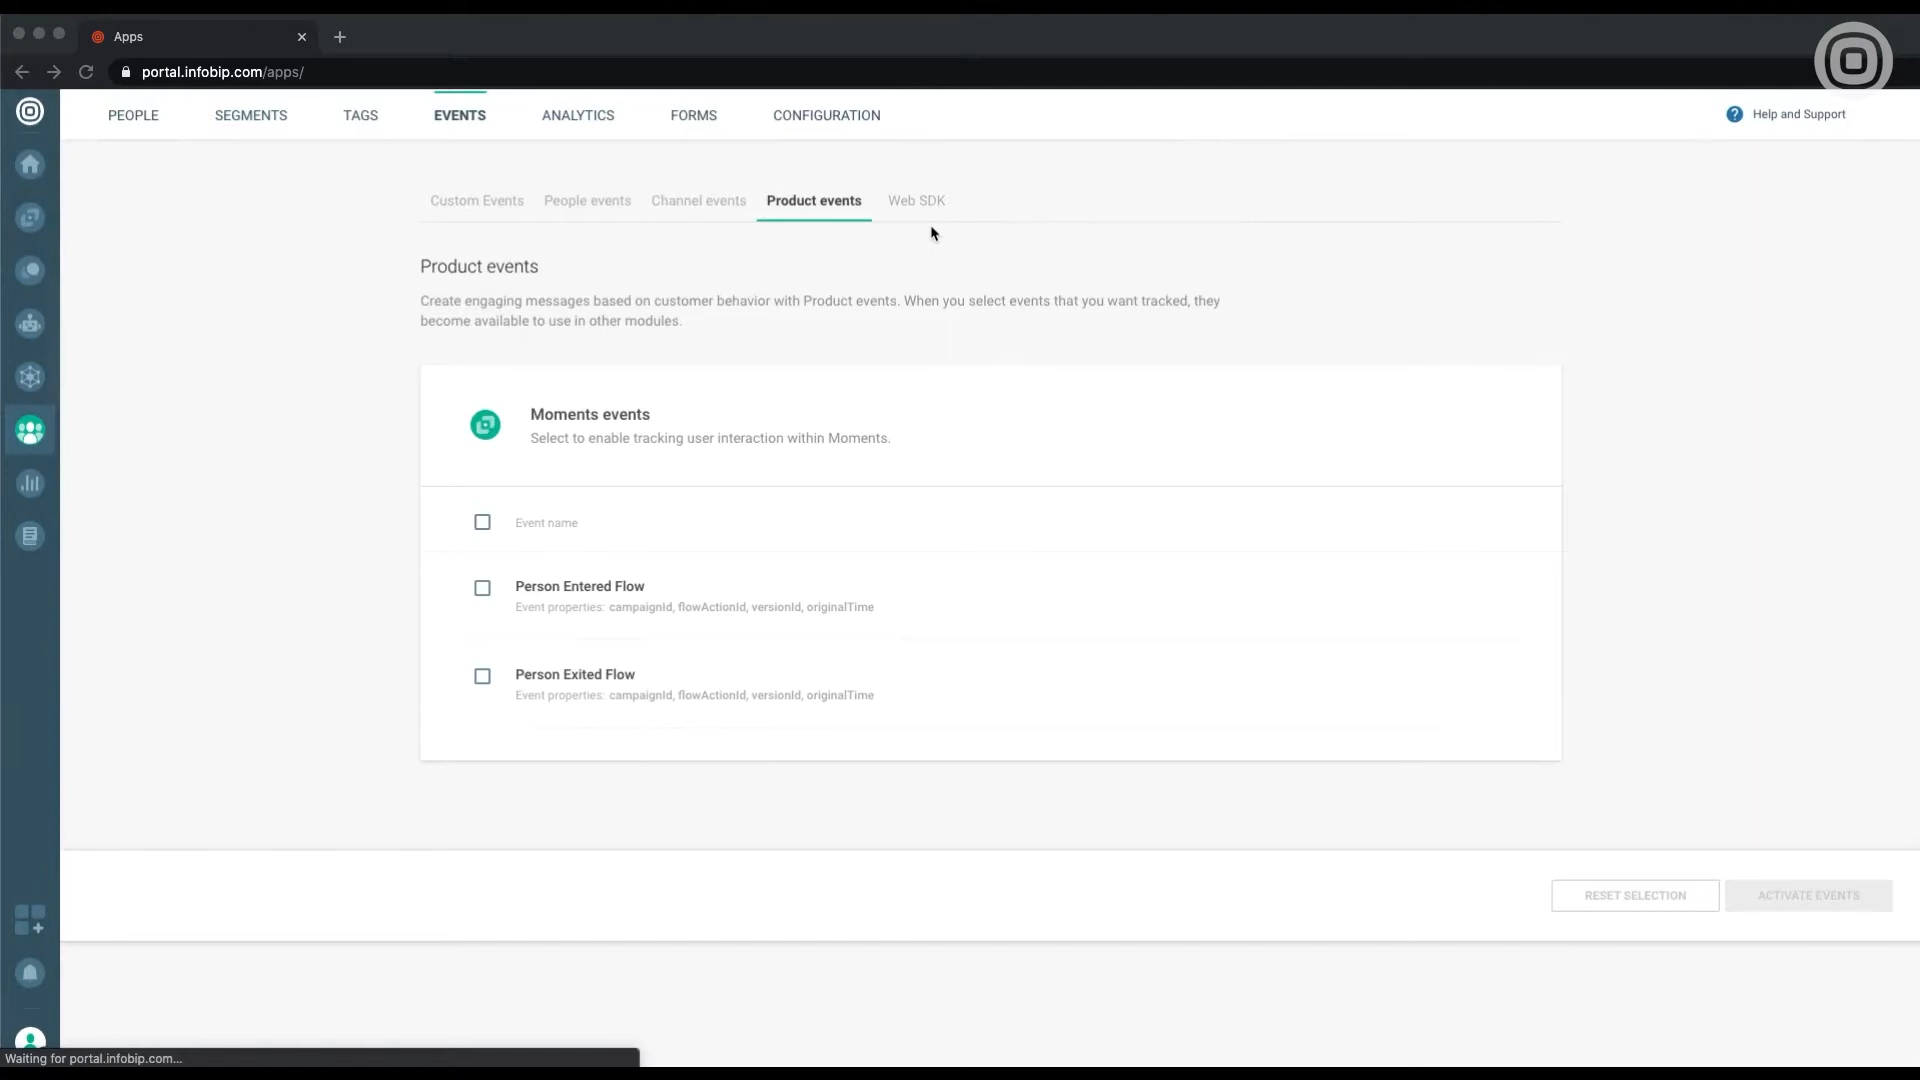 Apps
portal.infobip.com/apps/
PEOPLE
SEGMENTS
TAGS
EVENTS
ANALYTICS
FORMS
CONFIGURATION
? Help and Support
Custom Events
People events
Channel events
Product events
Web SDK
Product events
Create engaging messages based on customer behavior with Product events. When you select events that you want tracked, they
become available to use in other modules.
Moments events
Select to enable tracking user interaction within Moments.
Event name
Person Entered Flow
Event properties: campaignId, flowActionId, versionId, originalTime
Person Exited Flow
Event properties: campaignId, flowActionId, versionId, originalTime
RESET SELECTION
ACTIVATE EVENTS
Waiting for portal.infobip.com...